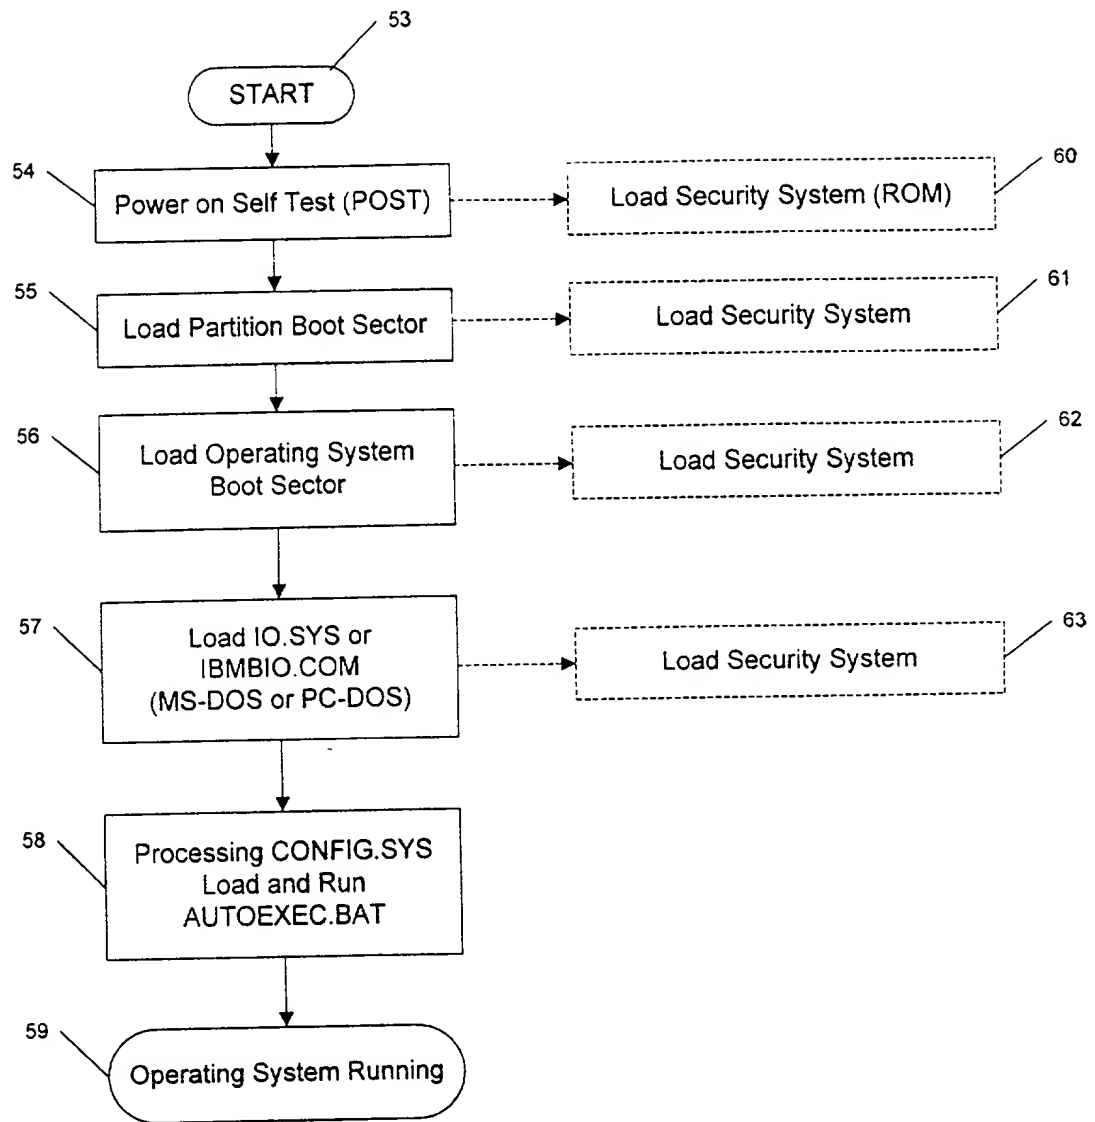 53
START
54
Power on Self Test (POST)
60
Load Security System (ROM)
55
Load Partition Boot Sector
61
Load Security System
56
Load Operating System
Boot Sector
62
Load Security System
57
Load IO.SYS or
IBMBIO.COM
(MS-DOS or PC-DOS)
63
Load Security System
58
Processing CONFIG.SYS
Load and Run
AUTOEXEC.BAT
59
Operating System Running